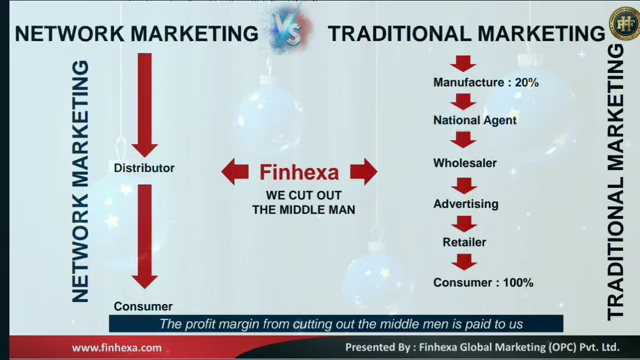 NETWORK MARKETING
VS
TRADITIONAL MARKETING
NETWORK MARKETING
Distributor
Consumer
Finhexa
WE CUT OUT
THE MIDDLE MAN
Manufacture : 20%
National Agent
Wholesaler
Advertising
Retailer
Consumer : 100%
TRADITIONAL MARKETING
The profit margin from cutting out the middle men is paid to us
www.finhexa.com
Presented By : Finhexa Global Marketing (OPC) Pvt. Ltd.